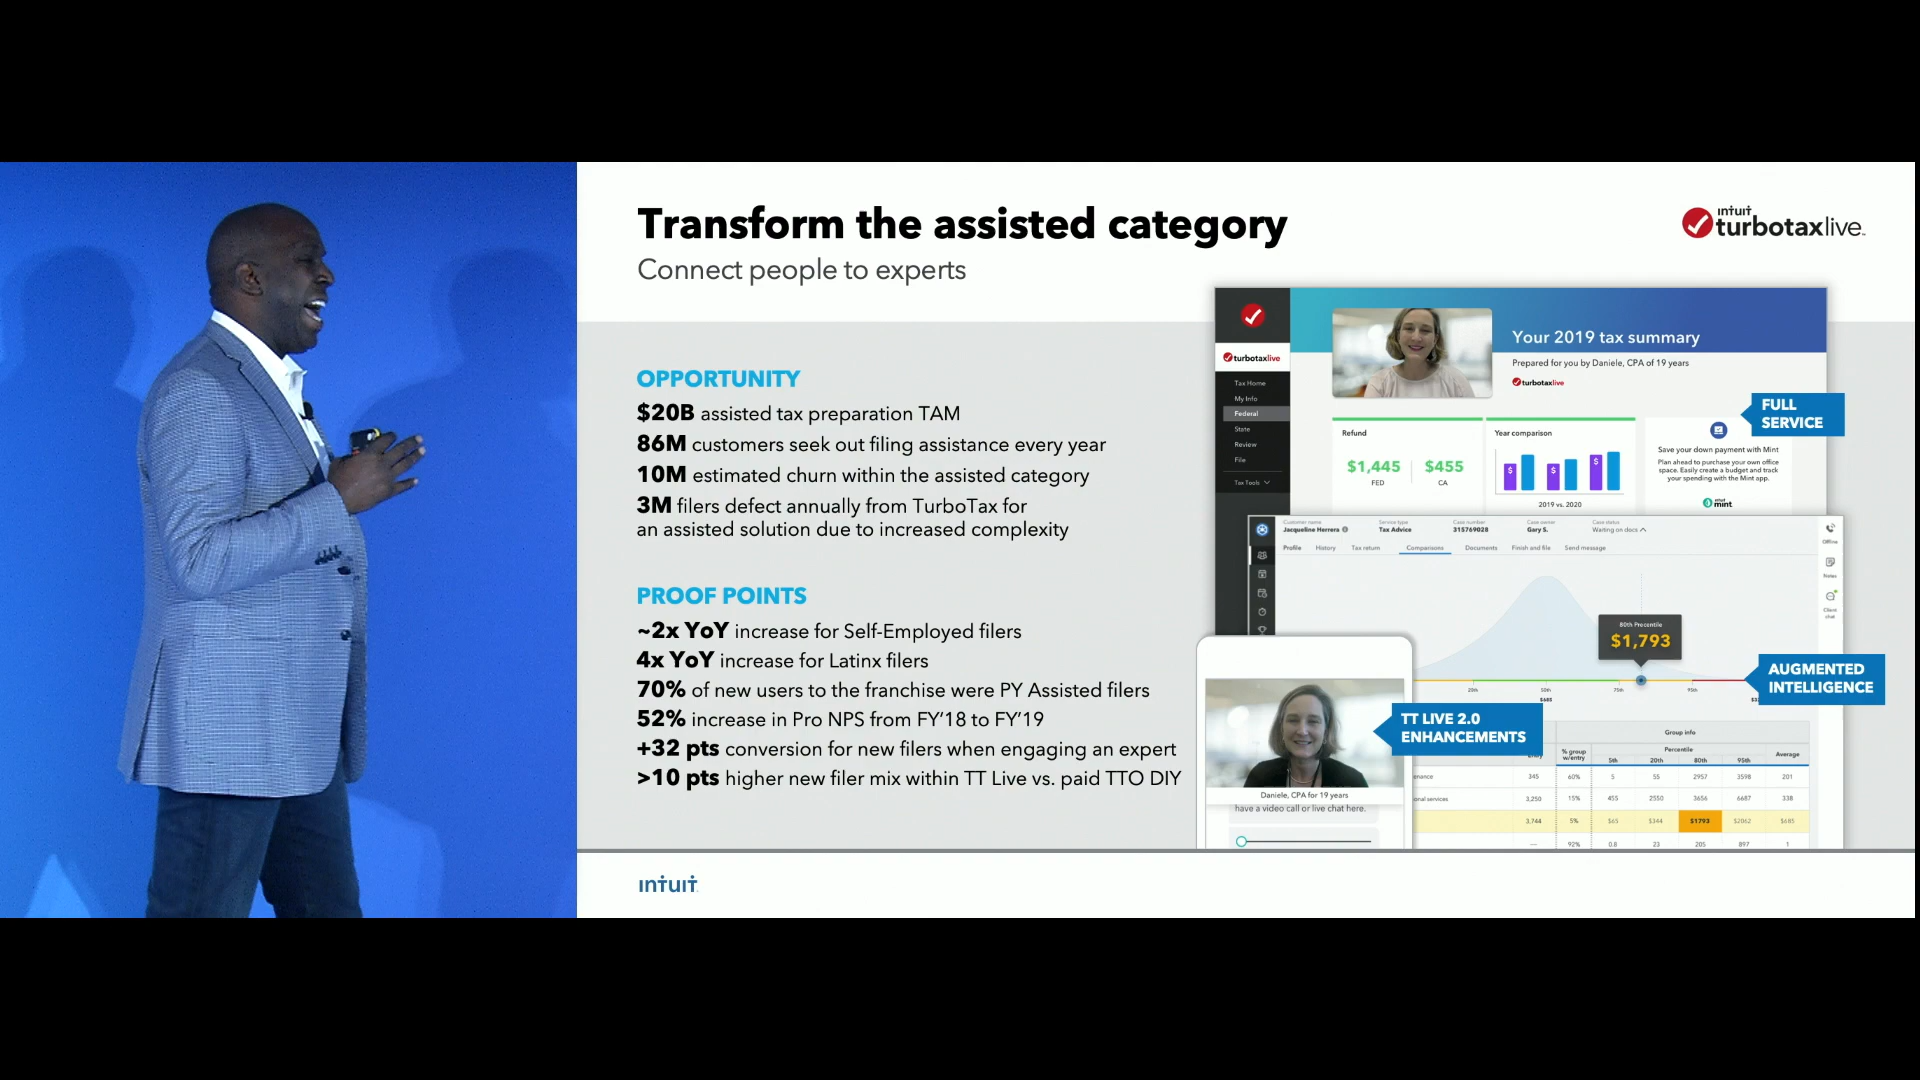 Transform the assisted category
Connect people to experts
intuit
turbotaxlive
OPPORTUNITY
$20B assisted tax preparation TAM
86M customers seek out filing assistance every year
10M estimated churn within the assisted category
3M filers defect annually from TurboTax for
an assisted solution due to increased complexity
PROOF POINTS
~2x YoY increase for Self-Employed filers
4x YoY increase for Latinx filers
70% of new users to the franchise were PY Assisted filers
52% increase in Pro NPS from FY'18 to FY'19
+32 pts conversion for new filers when engaging an expert
>10 pts higher new filer mix within TT Live vs. paid TTO DIY
turbotaxlive
Tax Home
My Info
Federal
State
Review
File
Tax Tools
Your 2019 tax summary
Prepared for you by Daniele, CPA of 19 years
turbotaxlive
Refund
$1,445 $455
FED CA
Year comparison
$ $ $
2019 vs. 2020
Save your down payment with Mint
Plan ahead to purchase your own office
space. Easily create a budget and track
your spending with the Mint app.
intuit
mint
FULL
SERVICE
Customer name Service type Case number Case owner Case status
Jacqueline Herrera Tax Advice 315769028 Gary S. Waiting on docs
Profile History Tax return Comparisons Documents Finish and file Send message
Offline
Notes
Client
chat
80th Percentile
$1,793
20th 50th 75th 95th
$685
AUGMENTED
INTELLIGENCE
TT LIVE 2.0
ENHANCEMENTS
Group info
% group
w/entry
Percentile
Average
5th 20th 80th 95th
enance 345 60% 5 55 2957 3598 201
onal services 3,250 15% 455 2550 3656 6687 338
3,744 5% $65 $344 $1793 $2062 $685
— 92% 0.8 23 205 897 1
Daniele, CPA for 19 years
have a video call or live chat here.
intuit